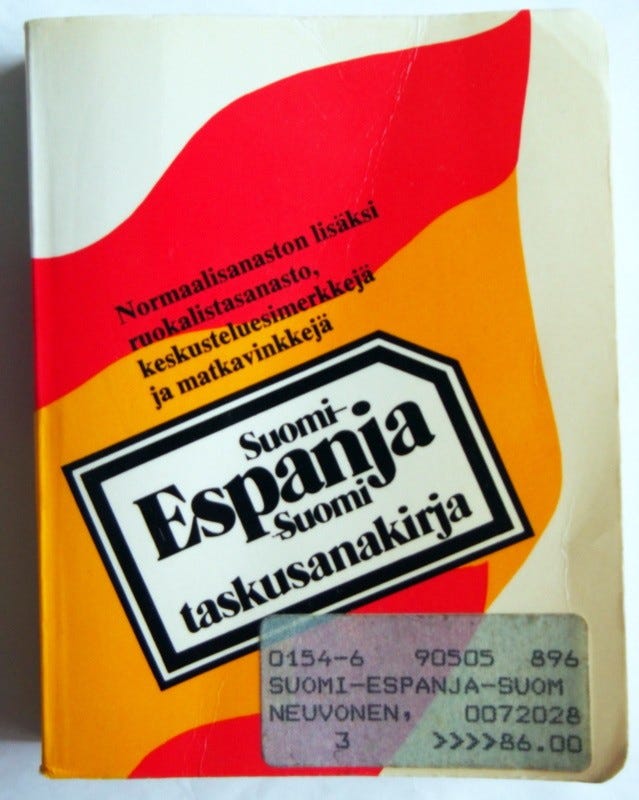 Normaalisanaston lisäksi
ruokalistasanasto,
keskusteluesimerkkejä
ja matkavinkkejä
Suomi-
Espanja
-Suomi
taskusanakirja
0154-6 90505 896
SUOMI-ESPANJA-SUOM
NEUVONEN, 0072028
3 >>>>86.00